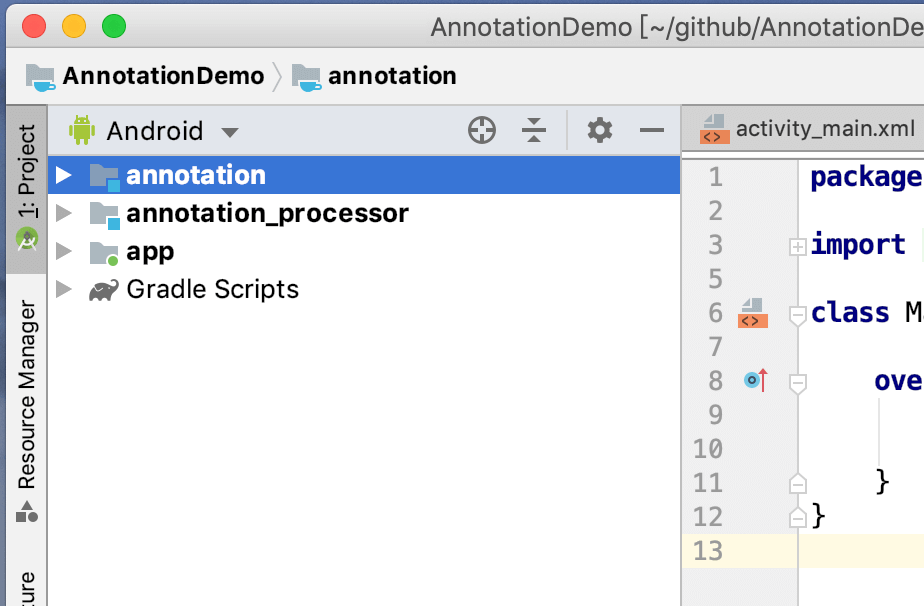 AnnotationDemo [~/github/AnnotationDe
AnnotationDemo annotation
1: Project
Resource Manager
ure
Android
annotation
annotation_processor
app
Gradle Scripts
activity_main.xml
1 package
2
3 import
5
6 class M
7
8 ove
9
10
11 }
12 }
13